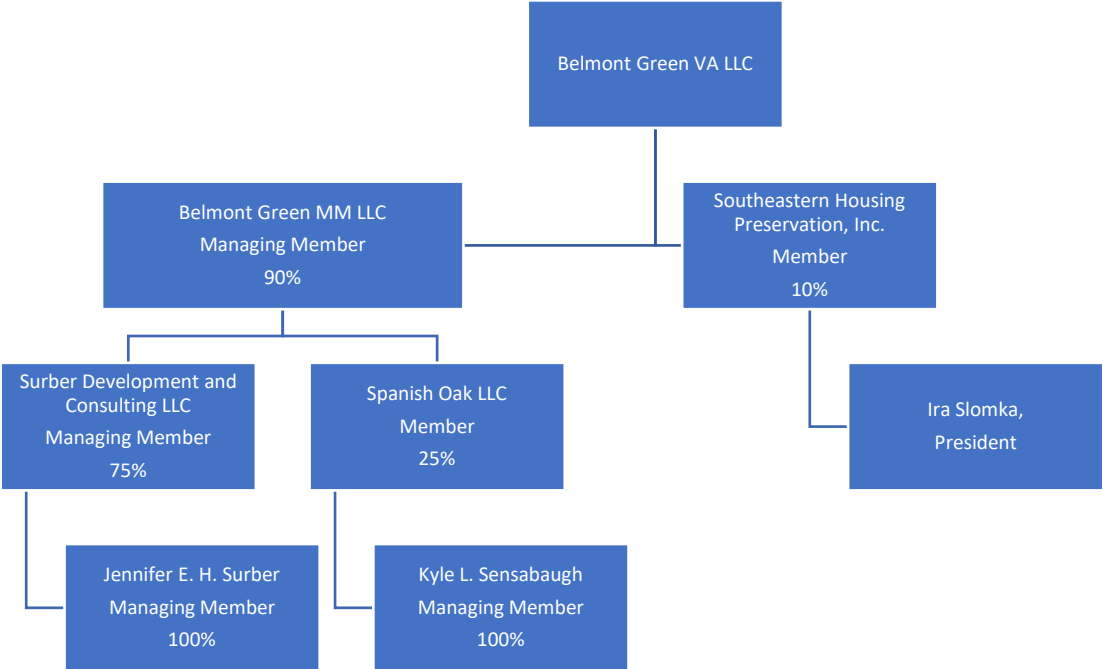 Belmont Green VA LLC
Belmont Green MM LLC
Managing Member
90%
Southeastern Housing
Preservation, Inc.
Member
10%
Surber Development and
Consulting LLC
Managing Member
75%
Spanish Oak LLC
Member
25%
Ira Slomka,
President
Jennifer E. H. Surber
Managing Member
100%
Kyle L. Sensabaugh
Managing Member
100%